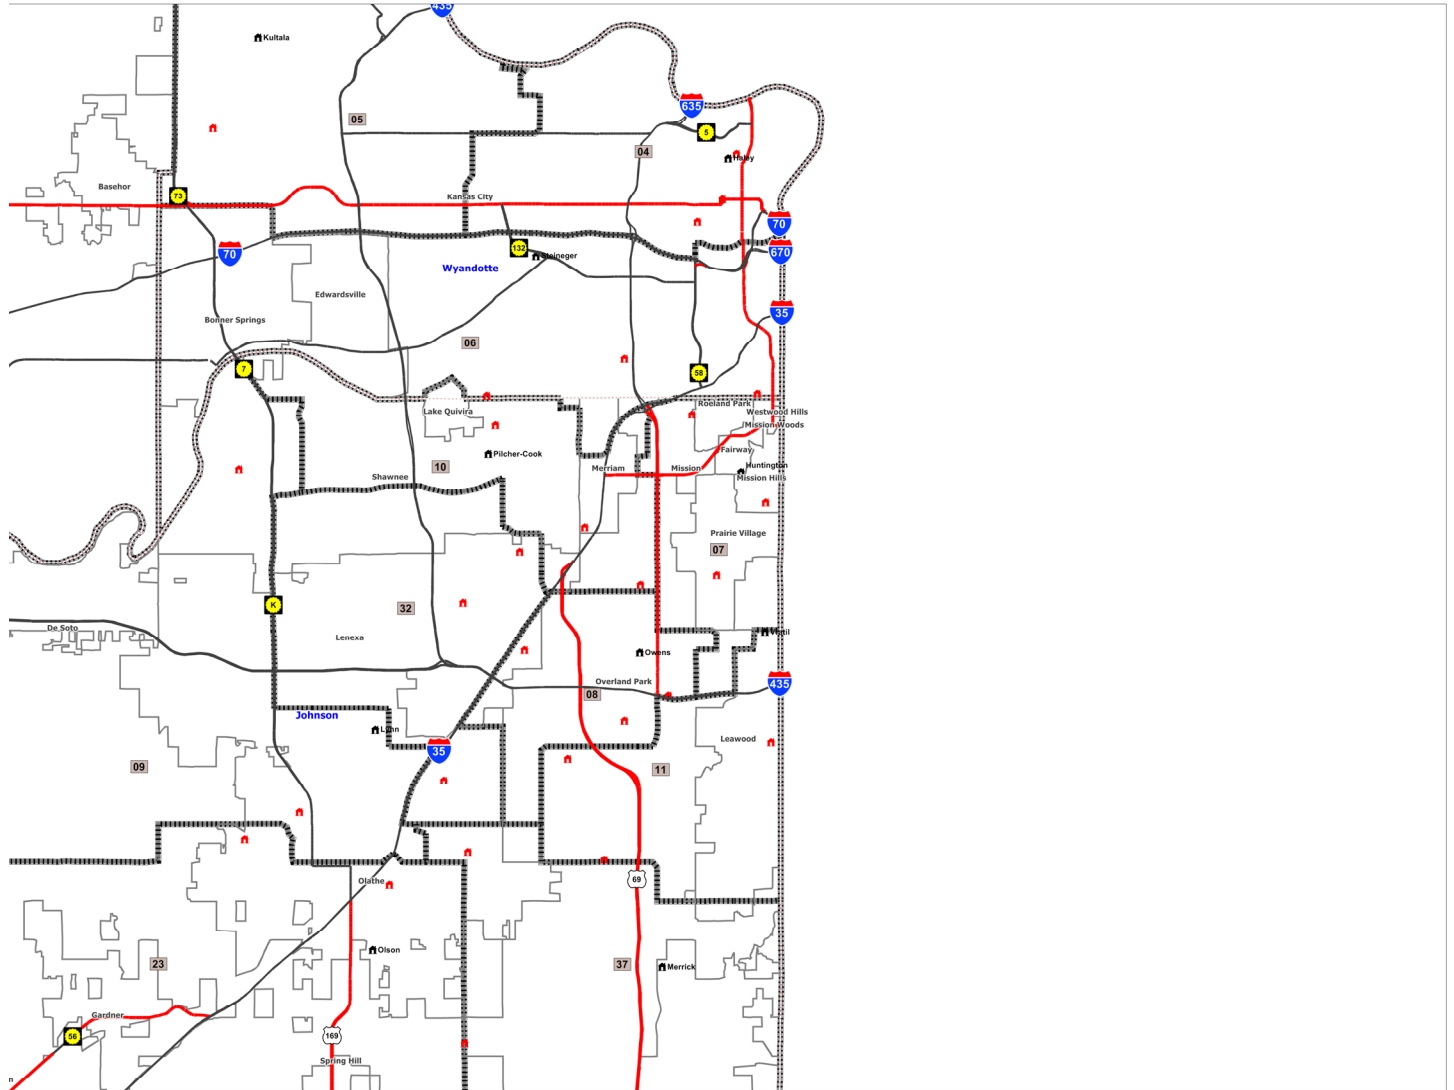 435
Kultala
635
05
5
04
Haley
Basehor
73
Kansas City
70
132
Steineger
70
670
Wyandotte
Edwardsville
35
Bonner Springs
06
7
58
Roeland Park
Lake Quivira
Westwood Hills
Mission Woods
Pilcher-Cook
Fairway
10
Merriam
Mission
Huntington
Shawnee
Mission Hills
Prairie Village
07
K
32
De Soto
Lenexa
Owens
Overland Park
435
08
Johnson
Lynn
35
Leawood
09
11
Olathe
69
Olson
23
37
Merrick
Gardner
56
169
Spring Hill